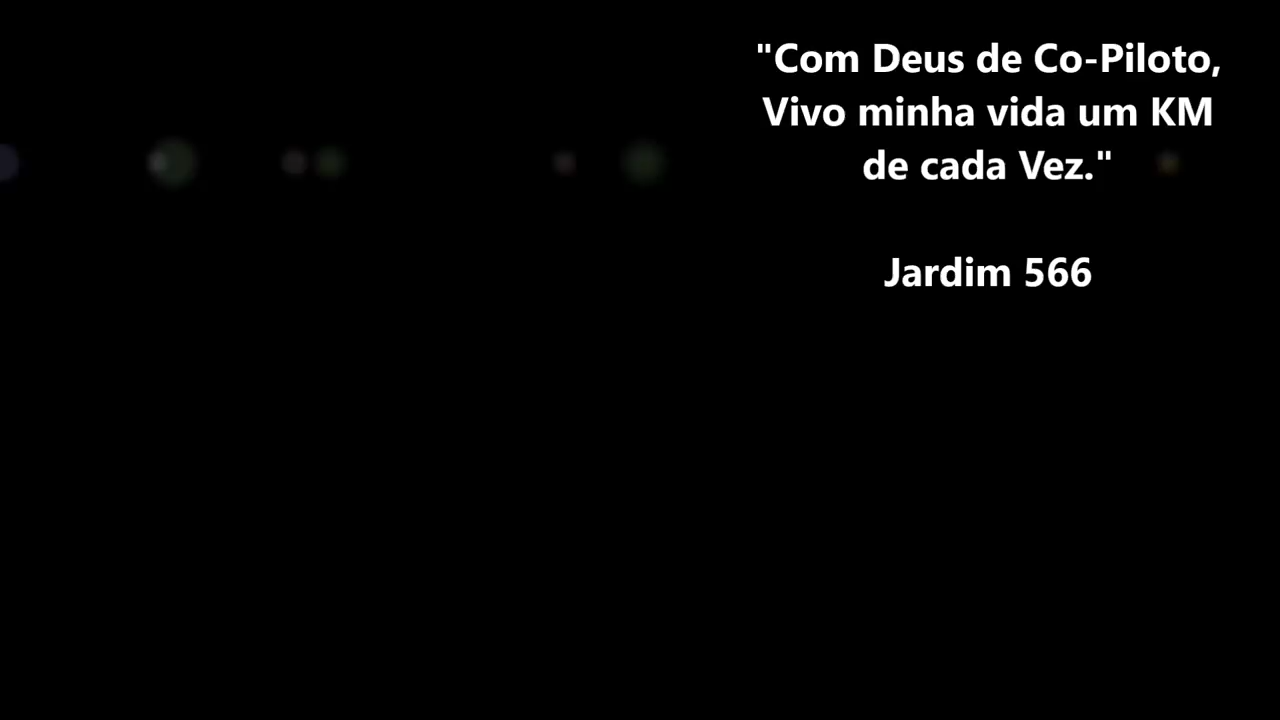 "Com Deus de Co-Piloto,
Vivo minha vida um KM
de cada Vez."
Jardim 566